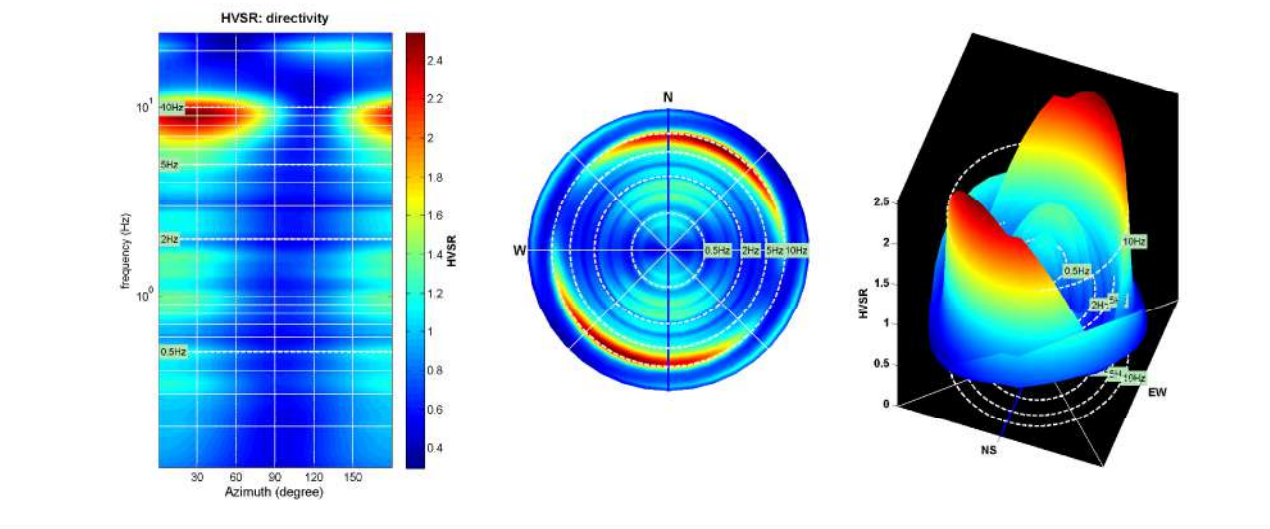 HVSR: directivity
frequency (Hz)
10¹
10⁰
10Hz
5Hz
2Hz
0.5Hz
30 60 90 120 150
Azimuth (degree)
2.4
2.2
2
1.8
1.6
1.4
1.2
1
0.8
0.6
0.4
HVSR
N
W
0.5Hz 2Hz 5Hz 10Hz
2.5
2
1.5
1
0.5
0
HVSR
10Hz
0.5Hz
2Hz
10Hz
EW
NS